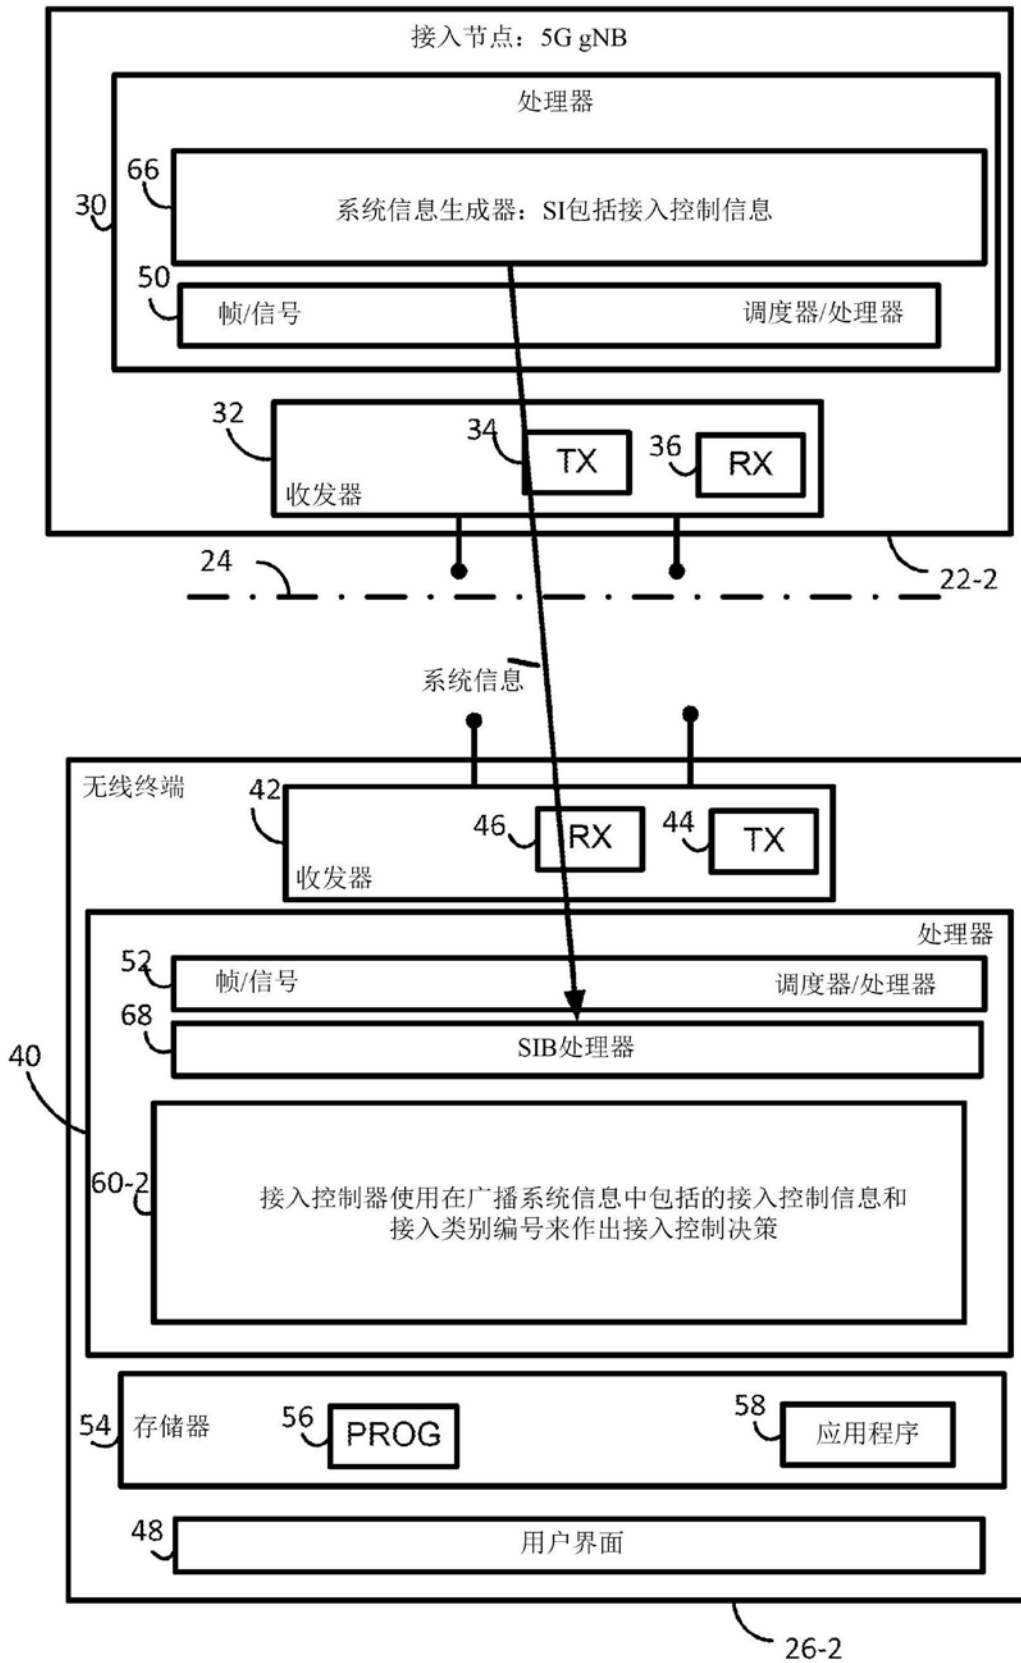 接入节点：5G gNB
处理器
66
30
系统信息生成器：SI包括接入控制信息
50
帧/信号 调度器/处理器
32
34
TX
36
RX
收发器
24
22-2
系统信息
无线终端
42
46
RX
44
TX
收发器
处理器
52
帧/信号 调度器/处理器
68
SIB处理器
40
60-2
接入控制器使用在广播系统信息中包括的接入控制信息和
接入类别编号来作出接入控制决策
54
存储器
56
PROG
58
应用程序
48
用户界面
26-2